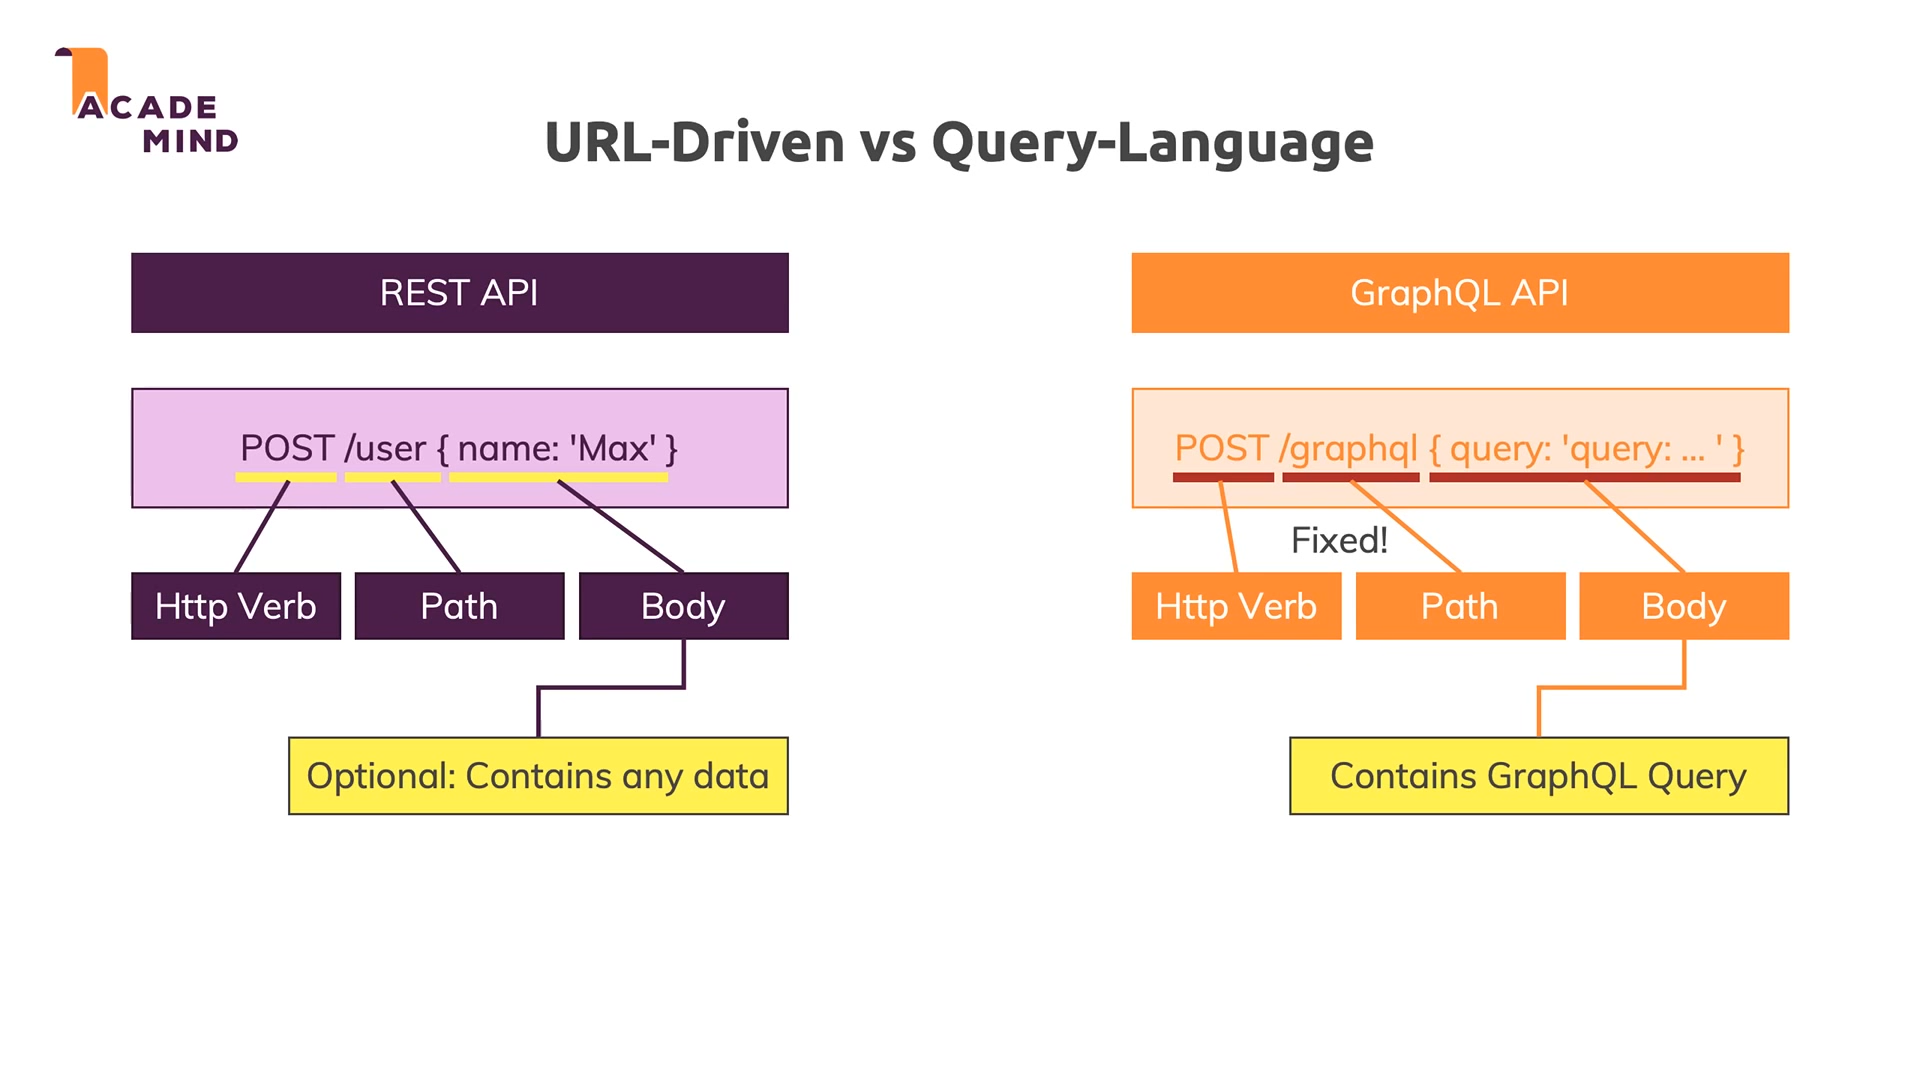 ACADE
MIND
URL-Driven vs Query-Language
REST API
POST /user { name: 'Max' }
Http Verb
Path
Body
Optional: Contains any data
GraphQL API
POST /graphql { query: 'query: ... ' }
Fixed!
Http Verb
Path
Body
Contains GraphQL Query